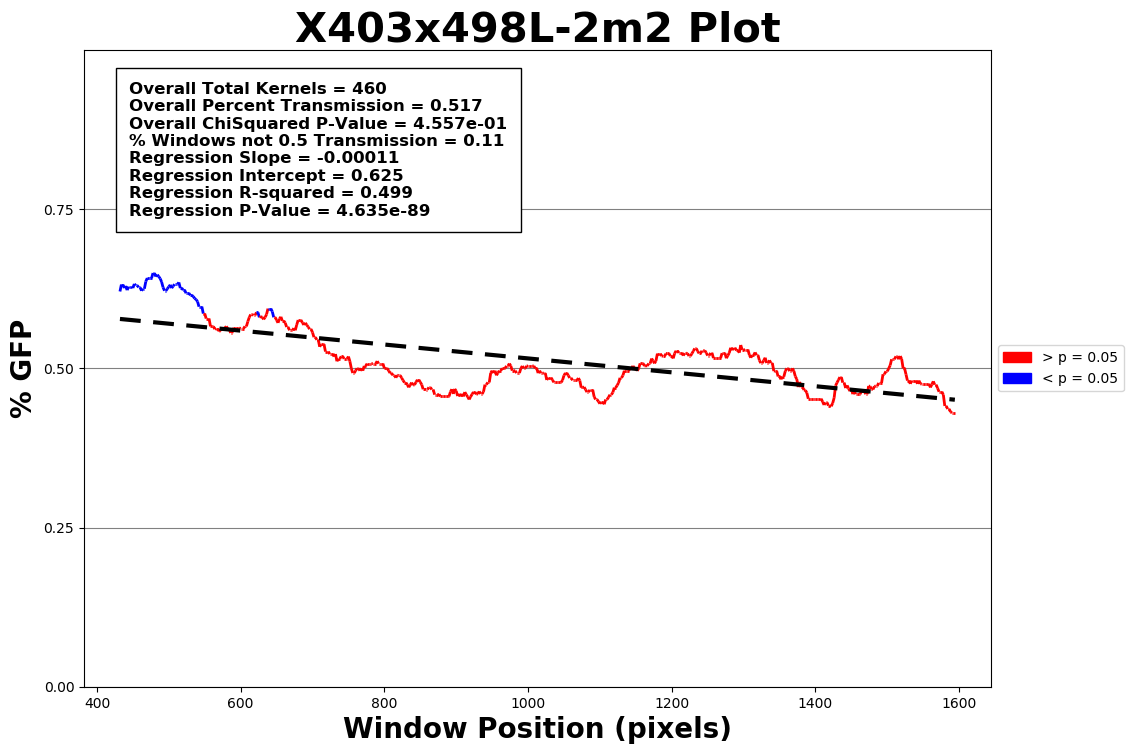 X403x498L-2m2 Plot
Overall Total Kernels = 460
Overall Percent Transmission = 0.517
Overall ChiSquared P-Value = 4.557e-01
% Windows not 0.5 Transmission = 0.11
Regression Slope = -0.00011
Regression Intercept = 0.625
Regression R-squared = 0.499
Regression P-Value = 4.635e-89
% GFP
0.75
0.50
0.25
0.00
> p = 0.05
< p = 0.05
400 600 800 1000 1200 1400 1600
Window Position (pixels)